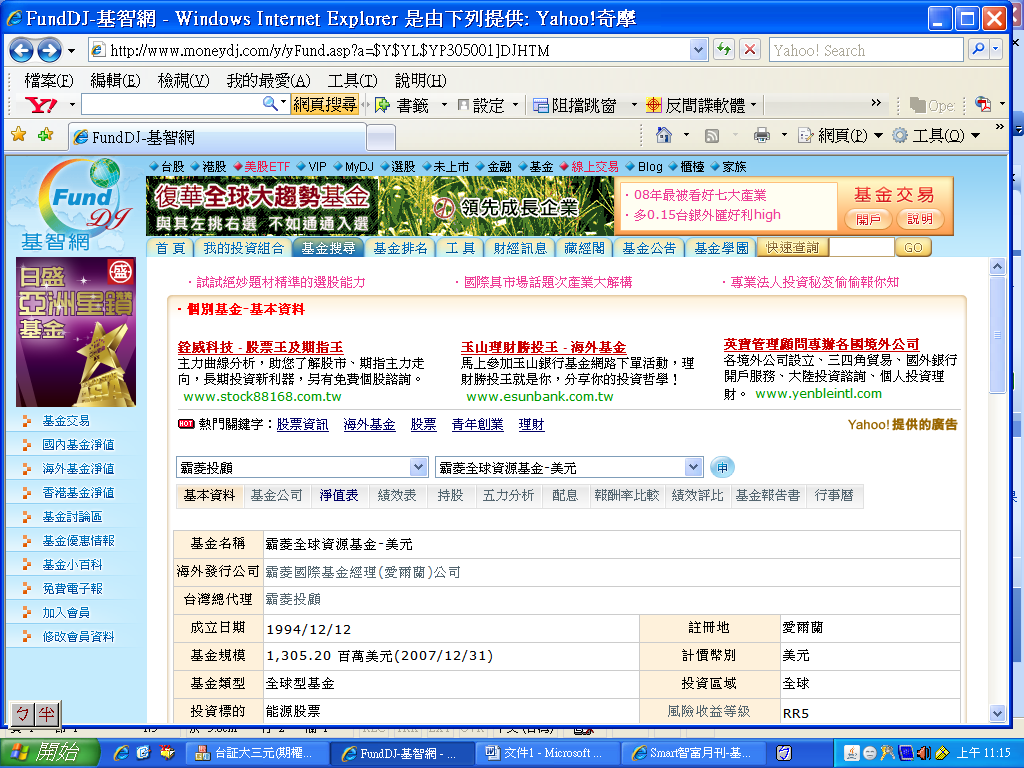 FundDJ-基智網 - Windows Internet Explorer 是由下列提供: Yahoo!奇摩
http://www.moneydj.com/y/yFund.asp?a=$Y$YL$YP305001]DJHTM
Yahoo! Search
檔案(F) 編輯(E) 檢視(V) 我的最愛(A) 工具(T) 說明(H)
Y! 網頁搜尋 書籤 設定 阻擋跳窗 反間諜軟體 » Ope:
FundDJ-基智網 網頁(P) 工具(O) »
台股 港股 美股ETF VIP MyDJ 選股 未上市 金融 基金 線上交易 Blog 櫃檯 家族
Fund DJ
基智網
復華全球大趨勢基金
與其左挑右選 不如通通入選
領先成長企業
· 08年最被看好七大產業
· 多0.15台銀外匯好利high
基金交易
開戶 說明
首頁 我的投資組合 基金搜尋 基金排名 工具 財經訊息 藏經閣 基金公告 基金學園 快速查詢 GO
日盛
盛
亞洲星鑽
基金
· 試試絕妙題材精準的選股能力 · 國際具市場話題次產業大解構 · 專業法人投資秘笈偷偷報你知
· 個別基金-基本資料
銓威科技 - 股票王及期指王
主力曲線分析，助您了解股市、期指主力走
向，長期投資新利器，另有免費個股諮詢。
www.stock88168.com.tw
玉山理財勝投王 - 海外基金
馬上參加玉山銀行基金網路下單活動，理
財勝投王就是你，分享你的投資哲學！
www.esunbank.com.tw
英寶管理顧問專辦各國境外公司
各境外公司設立、三四角貿易、國外銀行
開戶服務、大陸投資諮詢、個人投資理
財。 www.yenbleintl.com
HOT 熱門關鍵字：股票資訊 海外基金 股票 青年創業 理財
Yahoo!提供的廣告
霸菱投顧 霸菱全球資源基金-美元 申
基本資料 基金公司 淨值表 績效表 持股 五力分析 配息 報酬率比較 績效評比 基金報告書 行事曆
基金交易
國內基金淨值
海外基金淨值
香港基金淨值
基金討論區
基金優惠情報
基金小百科
免費電子報
加入會員
修改會員資料
基金名稱 霸菱全球資源基金-美元
海外發行公司 霸菱國際基金經理(愛爾蘭)公司
台灣總代理 霸菱投顧
成立日期 1994/12/12 註冊地 愛爾蘭
基金規模 1,305.20 百萬美元(2007/12/31) 計價幣別 美元
基金類型 全球型基金 投資區域 全球
投資標的 能源股票 風險收益等級 RR5
ㄅ 半
開始 台証大三元(期權... FundDJ-基智網 -... 文件1 - Microsoft... Smart智富月刊-基... 上午 11:15